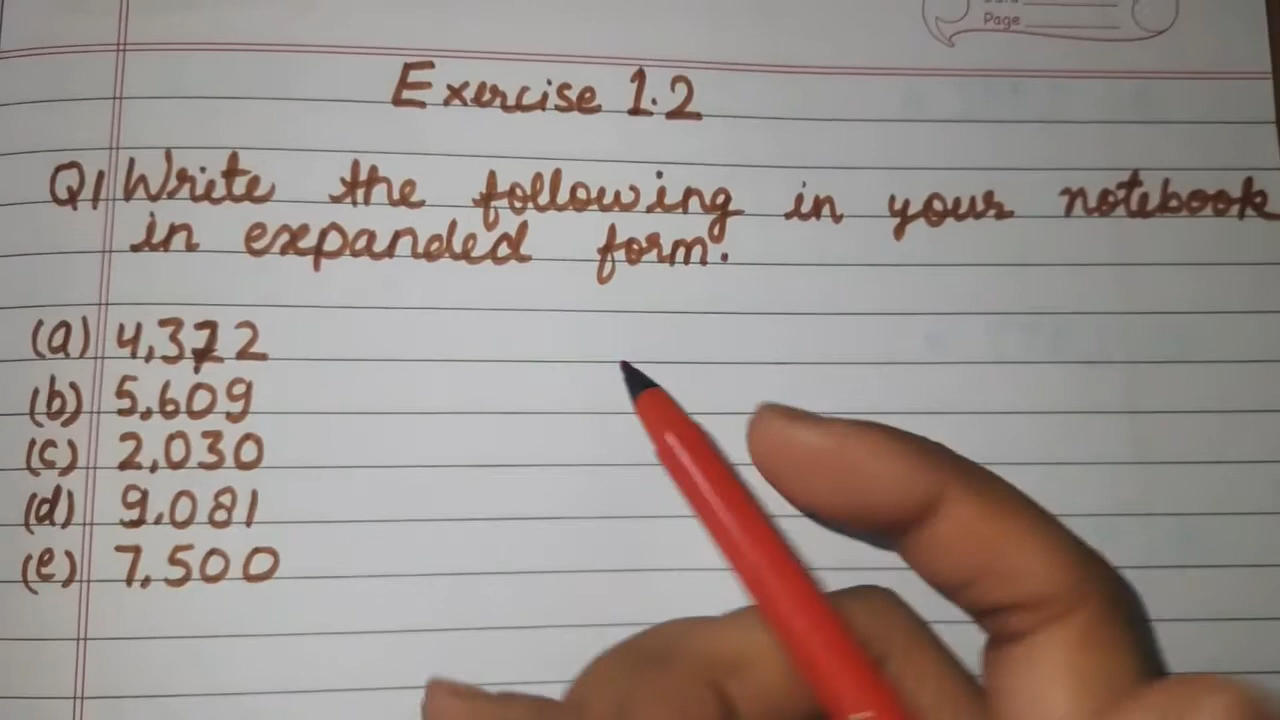 Page
Exercise 1.2
Q1 Write the following in your notebook
in expanded form.
(a) 4,372
(b) 5,609
(c) 2,030
(d) 9,081
(e) 7,500